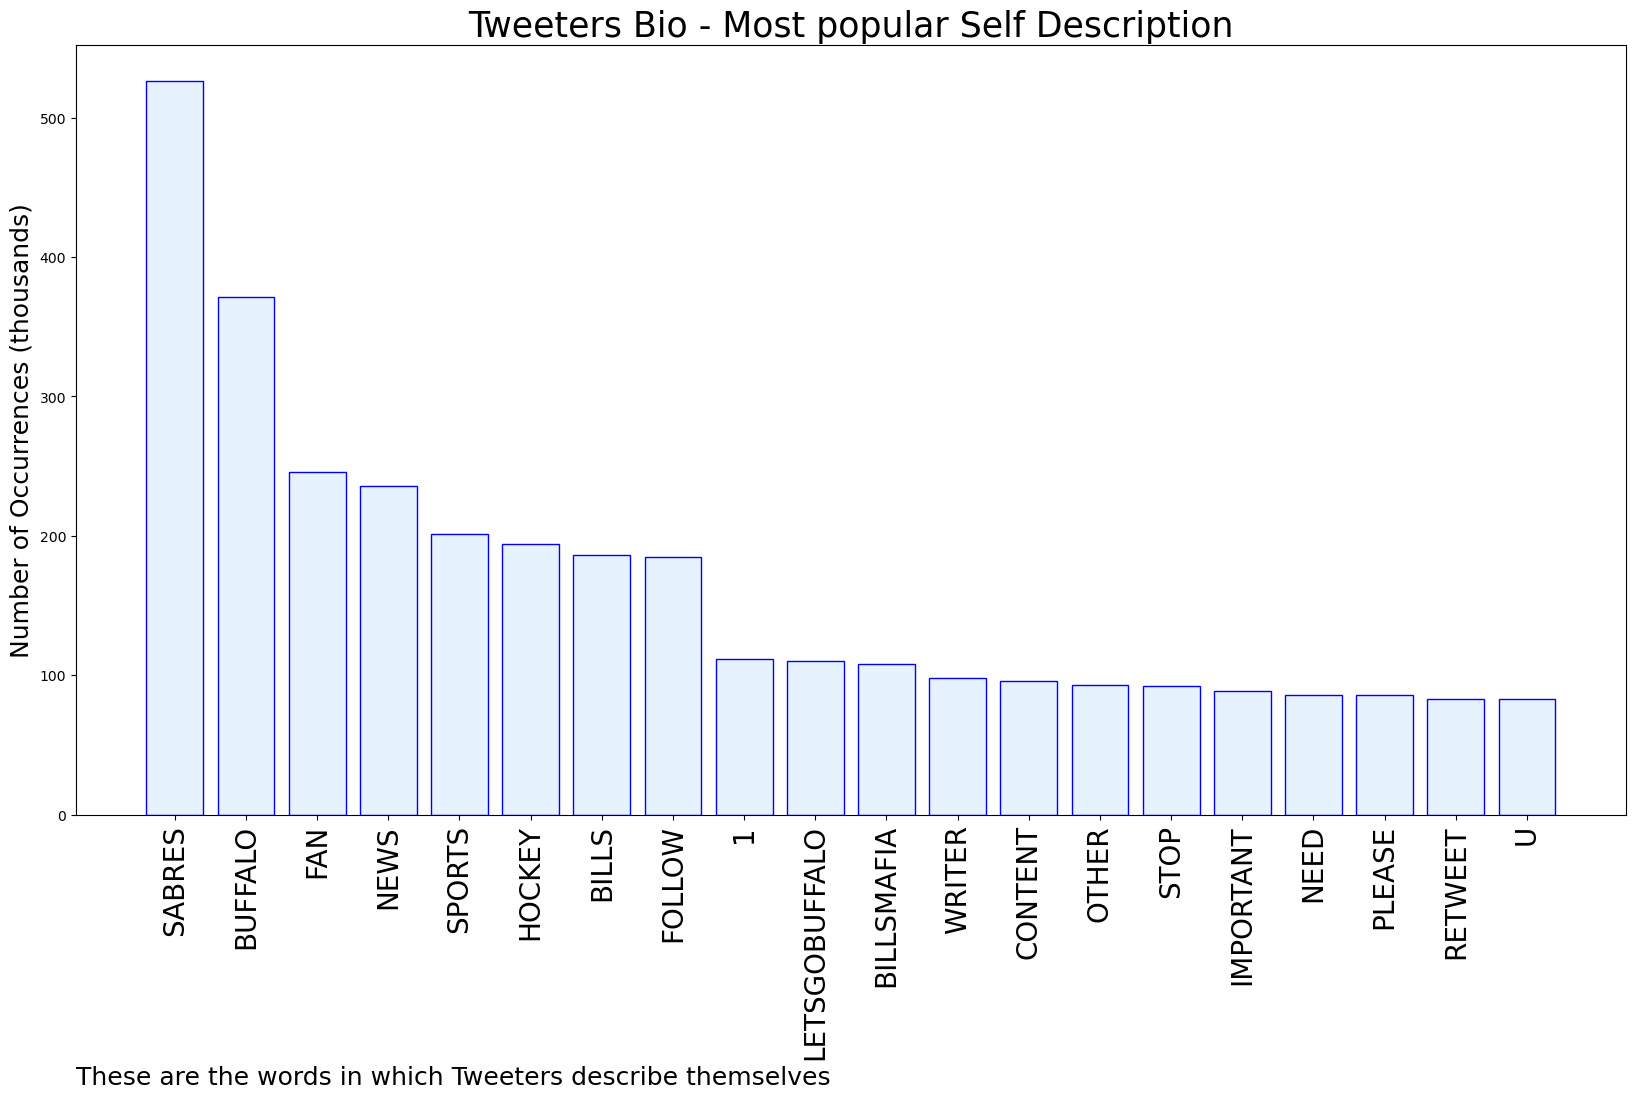 Tweeters Bio - Most popular Self Description
Number of Occurrences (thousands)
500
400
300
200
100
0
SABRES
BUFFALO
FAN
NEWS
SPORTS
HOCKEY
BILLS
FOLLOW
1
LETSGOBUFFALO
BILLSMAFIA
WRITER
CONTENT
OTHER
STOP
IMPORTANT
NEED
PLEASE
RETWEET
U
These are the words in which Tweeters describe themselves